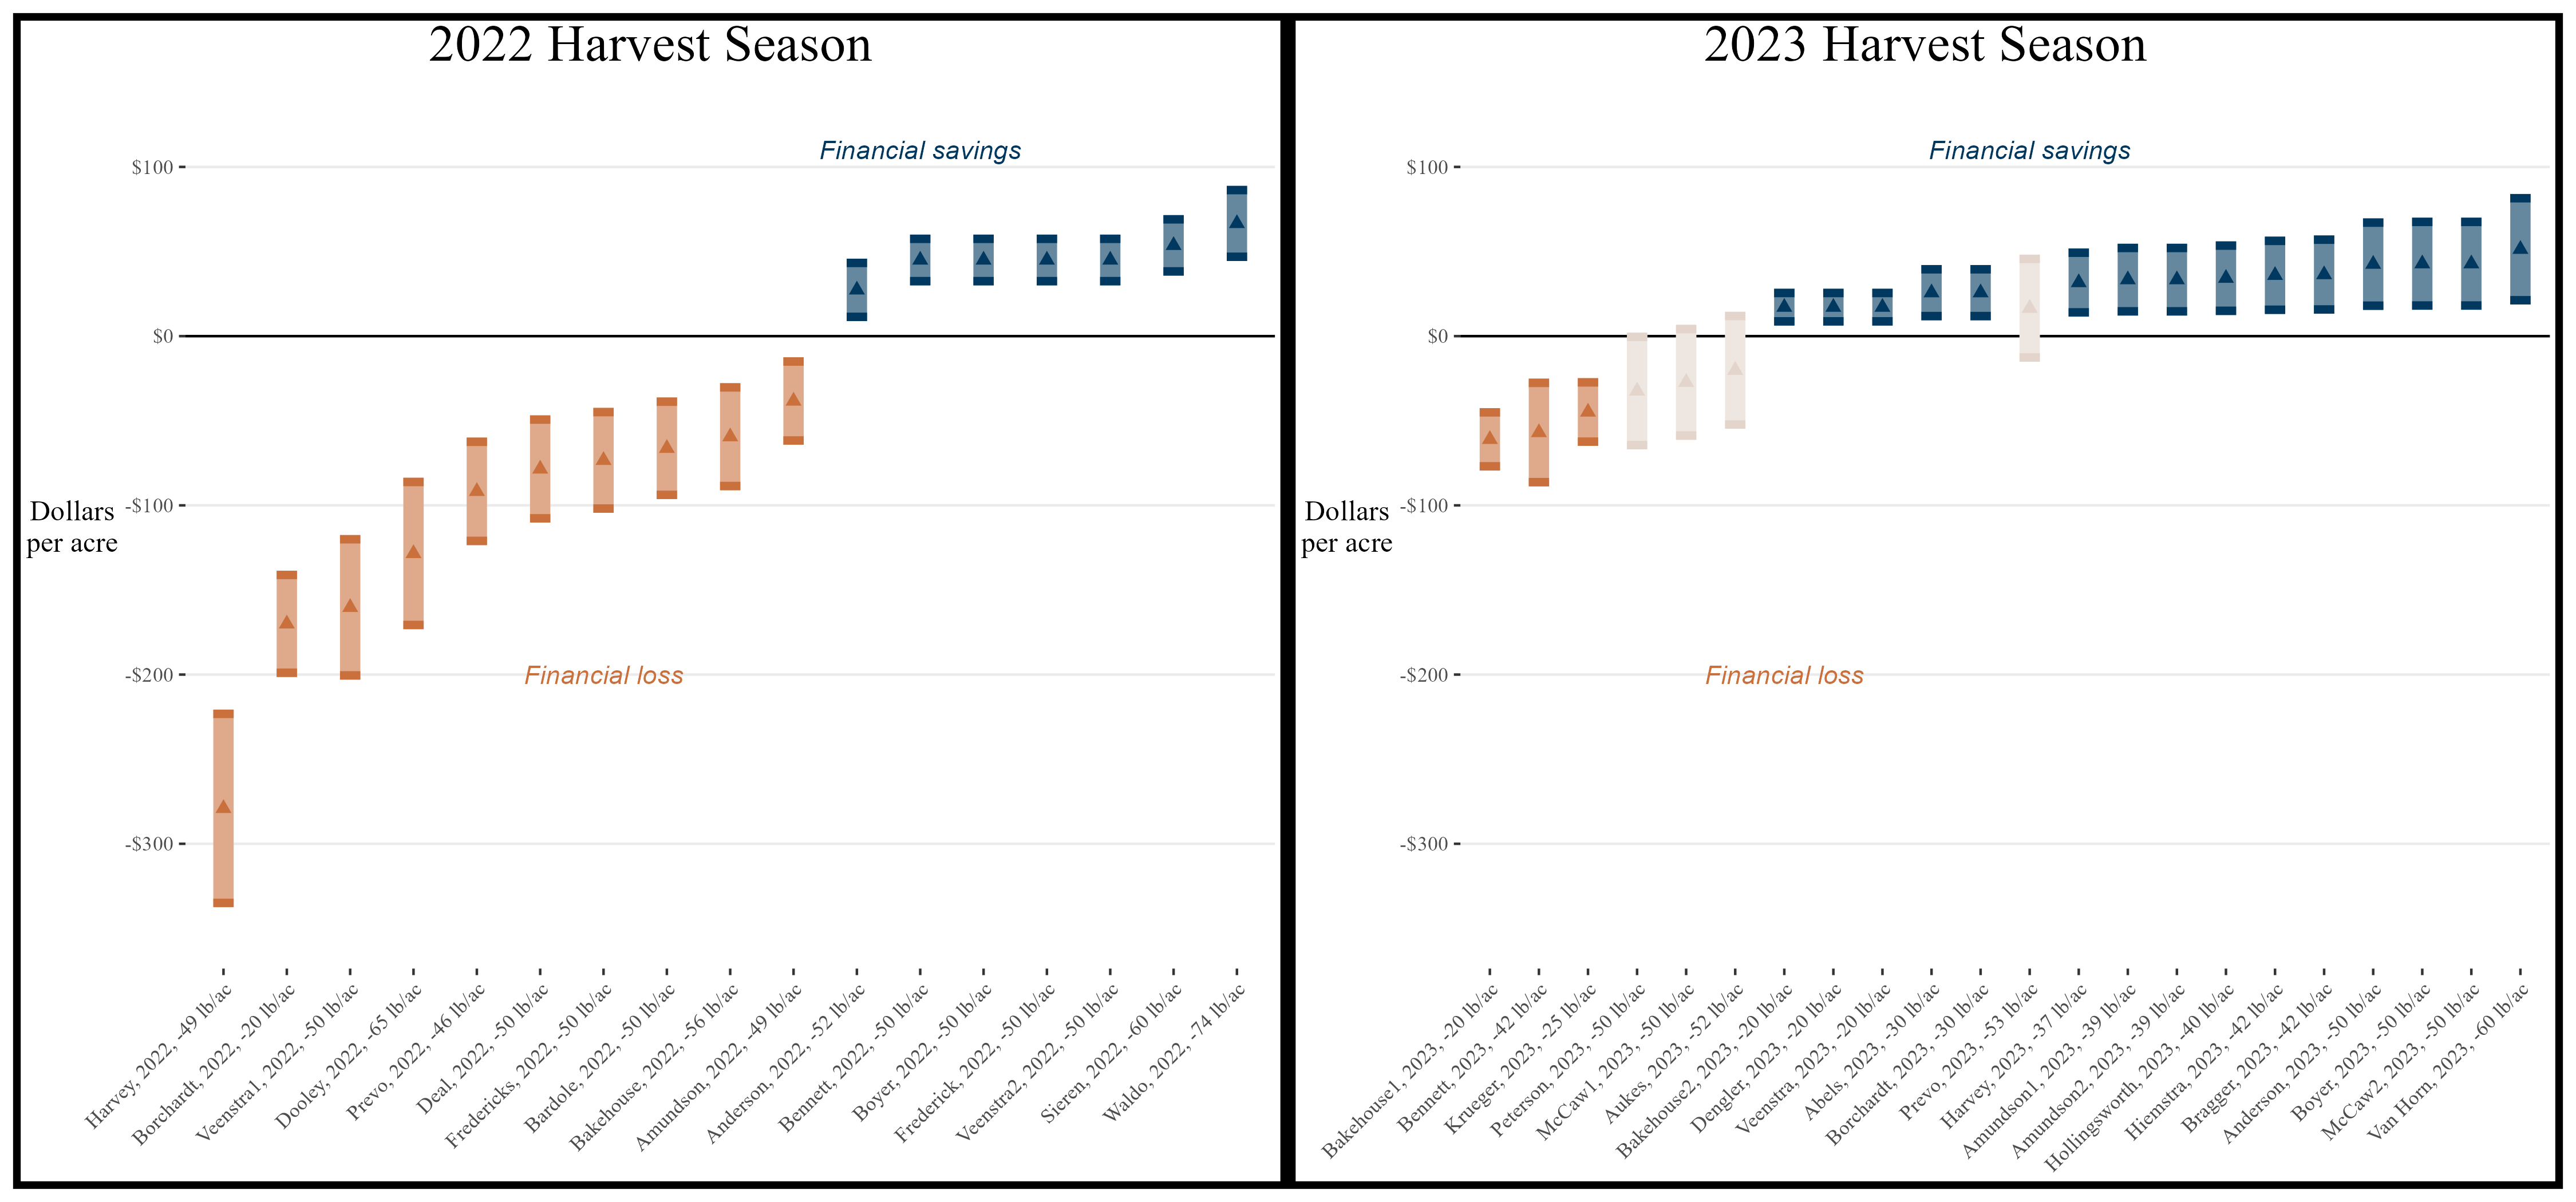 2022 Harvest Season
Financial savings
$100
$0
Dollars
per acre
-$100
-$200
Financial loss
-$300
Harvey, 2022, -49 lb/ac
Borchardt, 2022, -20 lb/ac
Veenstra1, 2022, -50 lb/ac
Dooley, 2022, -65 lb/ac
Prevo, 2022, -46 lb/ac
Deal, 2022, -50 lb/ac
Fredericks, 2022, -50 lb/ac
Bardole, 2022, -50 lb/ac
Bakehouse, 2022, -56 lb/ac
Amundson, 2022, -49 lb/ac
Anderson, 2022, -52 lb/ac
Bennett, 2022, -50 lb/ac
Boyer, 2022, -50 lb/ac
Frederick, 2022, -50 lb/ac
Veenstra2, 2022, -50 lb/ac
Sieren, 2022, -60 lb/ac
Waldo, 2022, -74 lb/ac
2023 Harvest Season
Financial savings
$100
$0
Dollars
per acre
-$100
-$200
Financial loss
-$300
Bakehouse1, 2023, -20 lb/ac
Bennett, 2023, -42 lb/ac
Krueger, 2023, -25 lb/ac
Peterson, 2023, -50 lb/ac
McCaw1, 2023, -50 lb/ac
Aukes, 2023, -52 lb/ac
Bakehouse2, 2023, -20 lb/ac
Dengler, 2023, -20 lb/ac
Veenstra, 2023, -20 lb/ac
Abels, 2023, -30 lb/ac
Borchardt, 2023, -30 lb/ac
Prevo, 2023, -53 lb/ac
Harvey, 2023, -37 lb/ac
Amundson1, 2023, -39 lb/ac
Amundson2, 2023, -39 lb/ac
Hollingsworth, 2023, -40 lb/ac
Hiemstra, 2023, -42 lb/ac
Bragger, 2023, -42 lb/ac
Anderson, 2023, -50 lb/ac
Boyer, 2023, -50 lb/ac
McCaw2, 2023, -50 lb/ac
Van Horn, 2023, -60 lb/ac